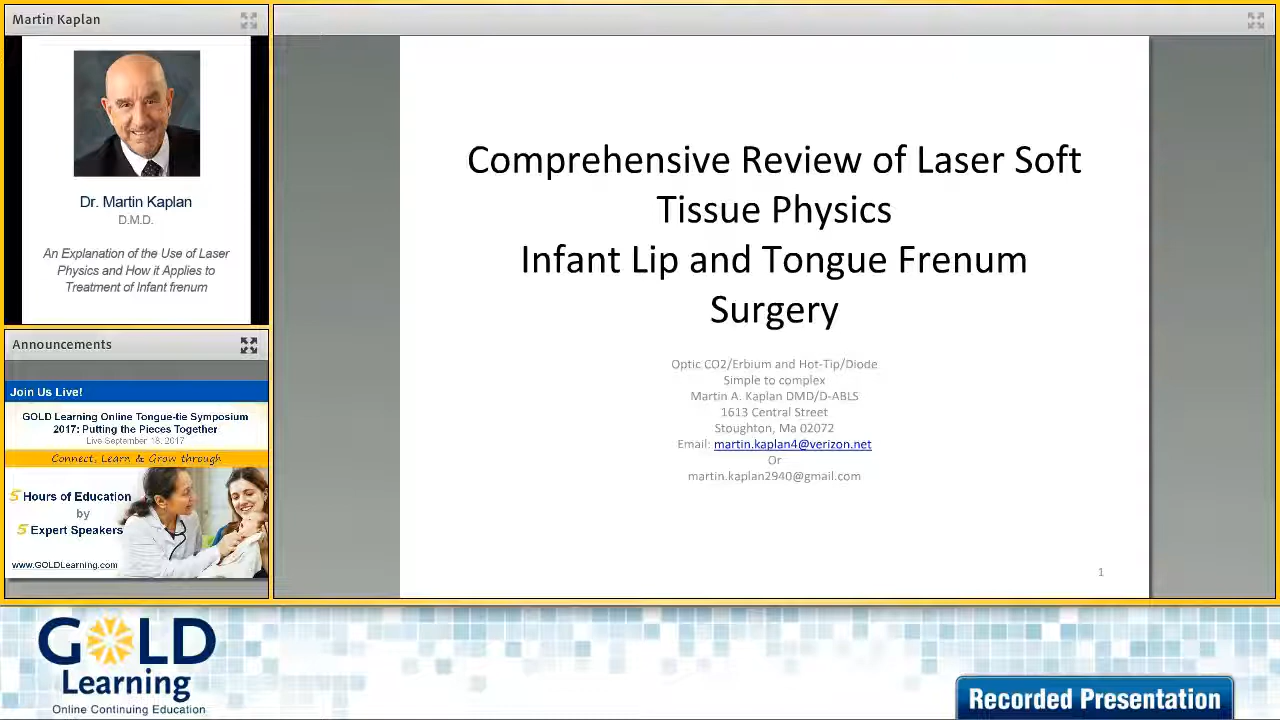 Martin Kaplan
Dr. Martin Kaplan
D.M.D.
An Explanation of the Use of Laser
Physics and How it Applies to
Treatment of Infant frenum
Announcements
Join Us Live!
GOLD Learning Online Tongue-tie Symposium
2017: Putting the Pieces Together
Live September 18, 2017
Connect, Learn & Grow through
5 Hours of Education
by
5 Expert Speakers
www.GOLDLearning.com
Comprehensive Review of Laser Soft
Tissue Physics
Infant Lip and Tongue Frenum
Surgery
Optic CO2/Erbium and Hot-Tip/Diode
Simple to complex
Martin A. Kaplan DMD/D-ABLS
1613 Central Street
Stoughton, Ma 02072
Email: martin.kaplan4@verizon.net
Or
martin.kaplan2940@gmail.com
1
GOLD
Learning
Online Continuing Education
Recorded Presentation